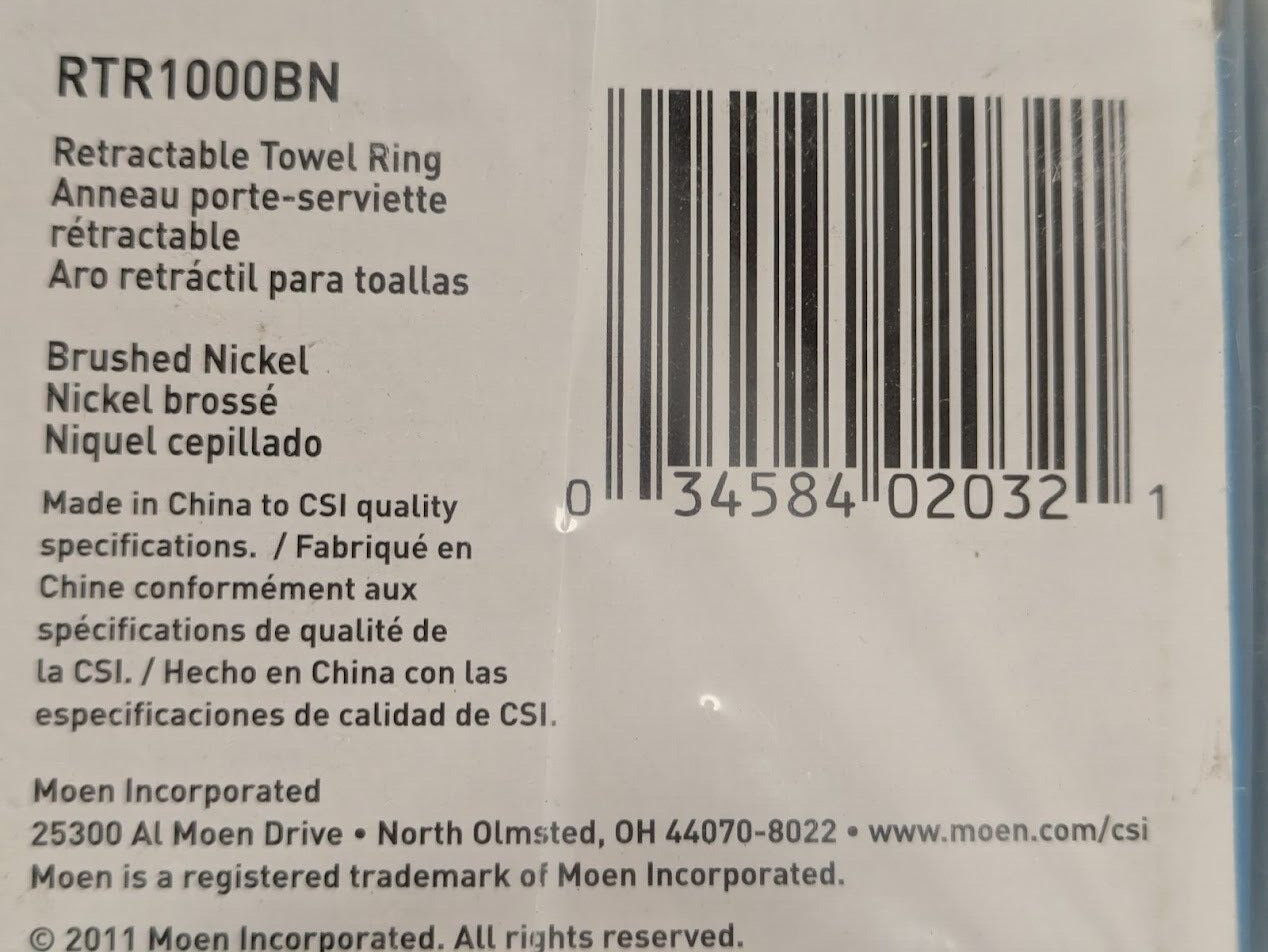 RTR1000BN
Retractable Towel Ring
Anneau porte-serviette
rétractable
Aro retráctil para toallas
Brushed Nickel
Nickel brossé
Niquel cepillado
Made in China to CSI quality
specifications. / Fabriqué en
Chine conformément aux
spécifications de qualité de
la CSI. / Hecho en China con las
especificaciones de calidad de CSI.
0 34584 02032 1
Moen Incorporated
25300 Al Moen Drive • North Olmsted, OH 44070-8022 • www.moen.com/csi
Moen is a registered trademark of Moen Incorporated.
© 2011 Moen Incorporated. All rights reserved.